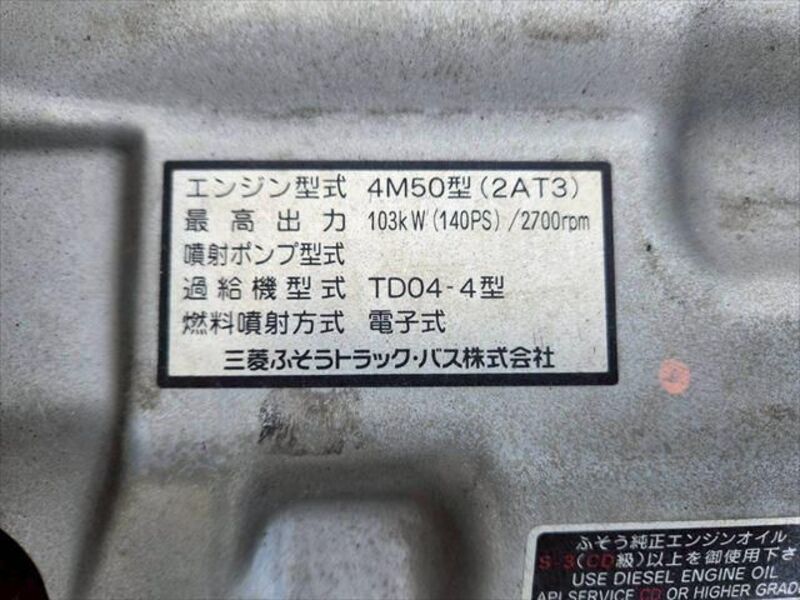 エンジン型式 4M50型(2AT3)
最高出力 103kW(140PS)/2700rpm
噴射ポンプ型式
過給機型式 TD04-4型
燃料噴射方式 電子式
三菱ふそうトラック・バス株式会社
ふそう純正エンジンオイル
S-3(CD級)以上を御使用下さ
USE DIESEL ENGINE OIL
API SERVICE CD OR HIGHER GRADE